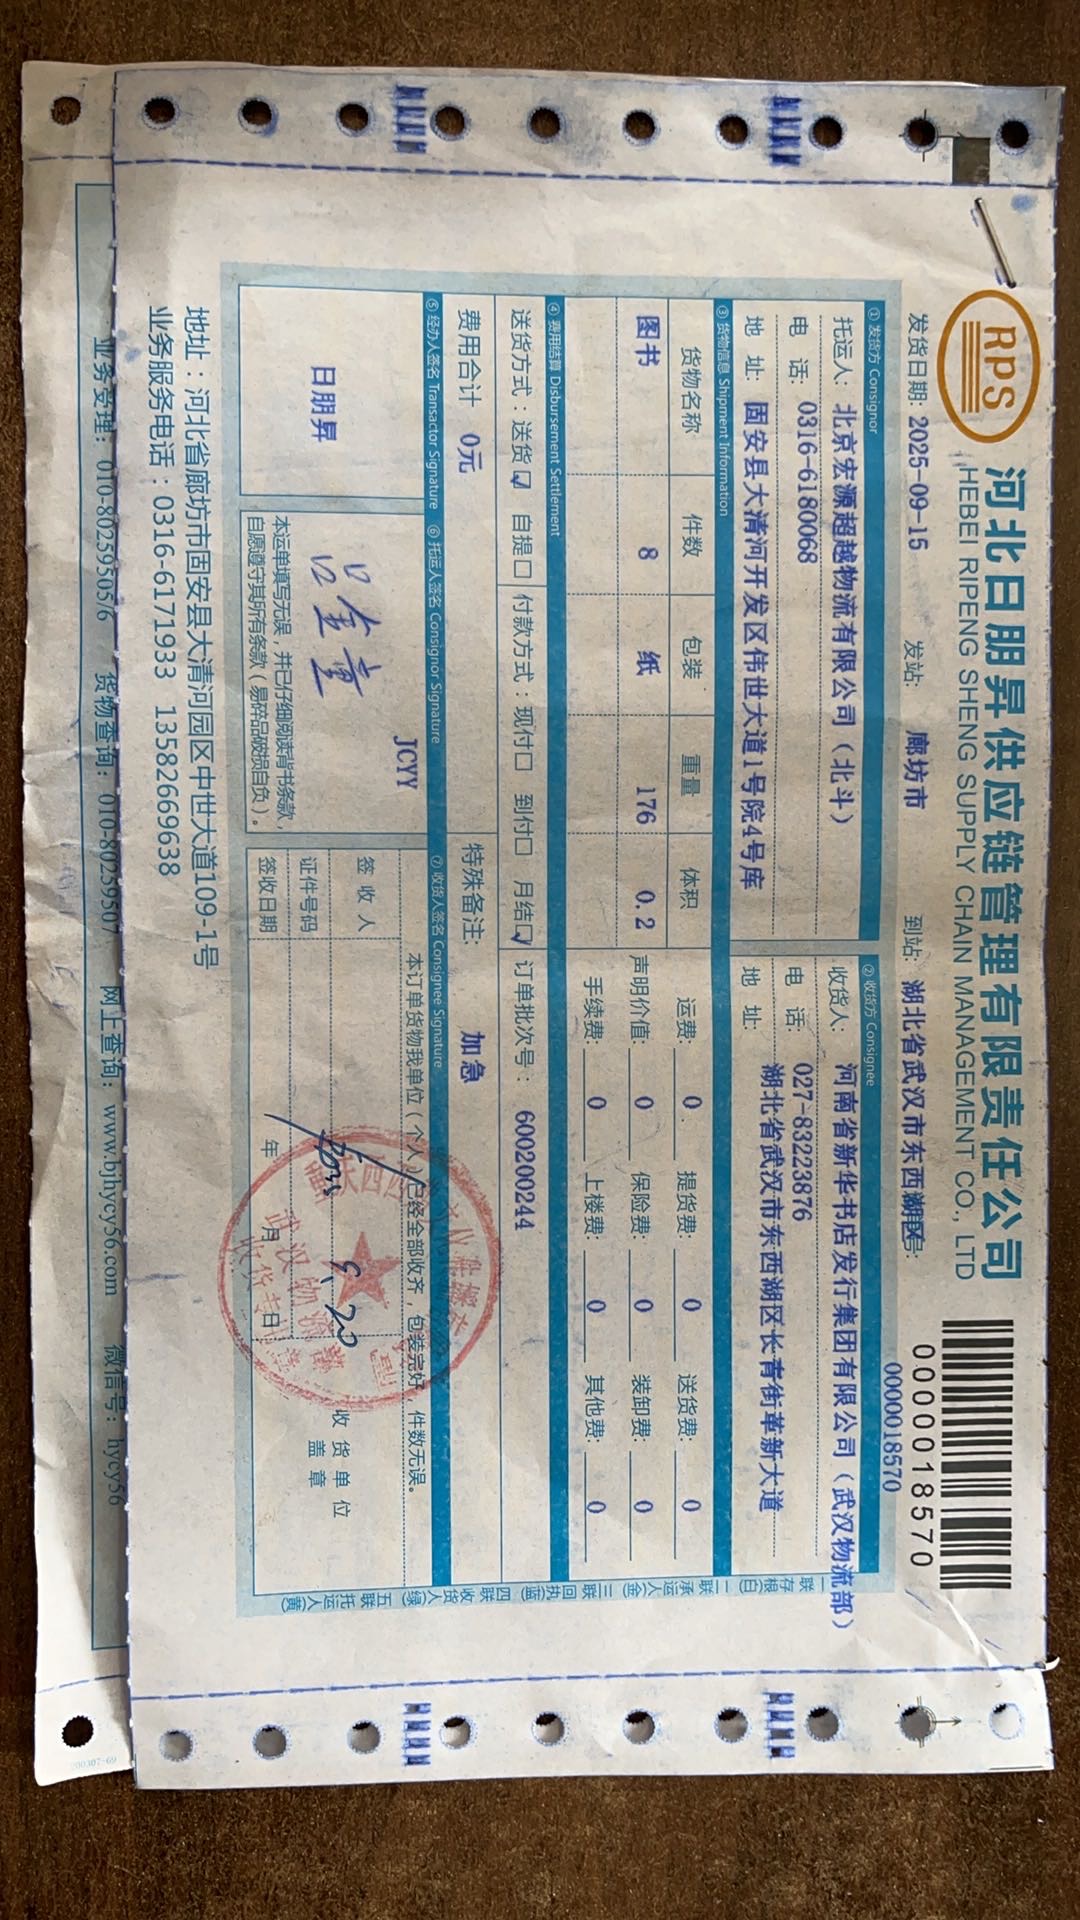 RPS
河北日朋昇供应链管理有限责任公司
HEBEI RIPENG SHENG SUPPLY CHAIN MANAGEMENT CO., LTD
0000018570
0000018570
发货日期: 2025-09-15 发站: 廊坊市 到站: 湖北省武汉市东西湖区
① 发货方 Consignor
托运人: 北京宏源超越物流有限公司（北斗）
电 话: 0316-6180068
地 址: 固安县大清河开发区伟世大道1号院4号库
② 收货方 Consignee
收货人: 河南省新华书店发行集团有限公司（武汉物流部）
电 话: 027-83223876
地 址: 湖北省武汉市东西湖区长青街革新大道
③ 货物信息 Shipment Information
货物名称 件数 包装 重量 体积
图书 8 纸 176 0.2
运费: 0 提货费: 0 送货费: 0
声明价值: 0 保险费: 0 装卸费: 0
手续费: 0 上楼费: 0 其他费: 0
④ 费用结算 Disbursement Settlement
送货方式：送货☑ 自提□ 付款方式：现付□ 到付□ 月结☑ 订单批次号：600200244
费用合计 0元 特殊备注: 加急
⑤ 经办人签名 Transactor Signature ⑥ 托运人签名 Consignor Signature ⑦ 收货人签名 Consignee Signature
日朋昇
JCYY
本运单填写无误，并已仔细阅读背书条款，
自愿遵守其所有条款（易碎品破损自负）。
本订单货物我单位（个人）已经全部收齐，包装完好，件数无误。
签 收 人
证件号码
签收日期 年 月 日
9.20
收货单位
盖 章
武汉物流
收货专用
一联存根(白) 二联承运人(金) 三联回执(蓝) 四联收货人(绿) 五联托运人(黄)
地址：河北省廊坊市固安县大清河园区中世大道109-1号
业务服务电话：0316-6171933 13582669638
业务受理: 010-80259505/6 货物查询: 010-80259507 网上查询: www.bjhycy56.com 微信号: hycy56